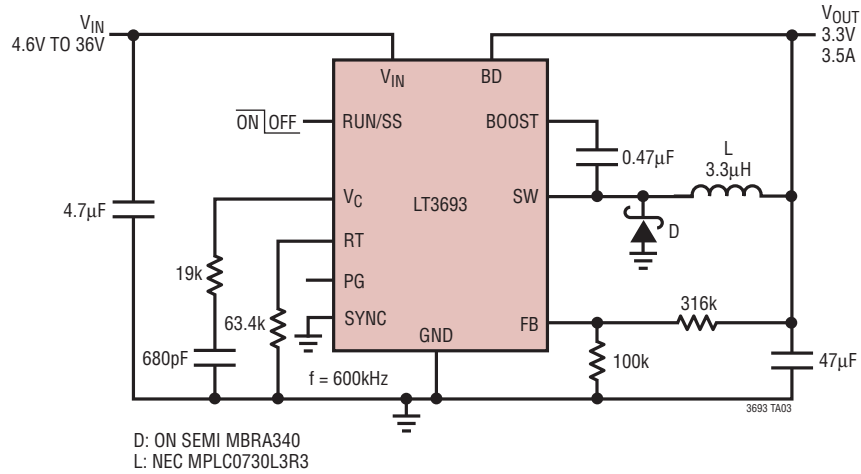 VIN
4.6V TO 36V
VOUT
3.3V
3.5A
VIN
BD
ON OFF
RUN/SS
BOOST
0.47µF
L
3.3µH
4.7µF
VC
LT3693
SW
D
RT
19k
PG
63.4k
SYNC
316k
FB
GND
680pF
f = 600kHz
100k
47µF
3693 TA03
D: ON SEMI MBRA340
L: NEC MPLC0730L3R3